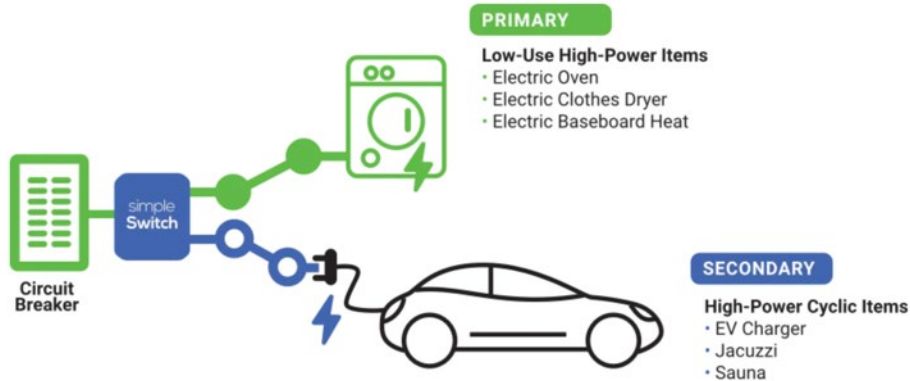 PRIMARY
Low-Use High-Power Items
• Electric Oven
• Electric Clothes Dryer
• Electric Baseboard Heat
simple
Switch
Circuit
Breaker
SECONDARY
High-Power Cyclic Items
• EV Charger
• Jacuzzi
• Sauna